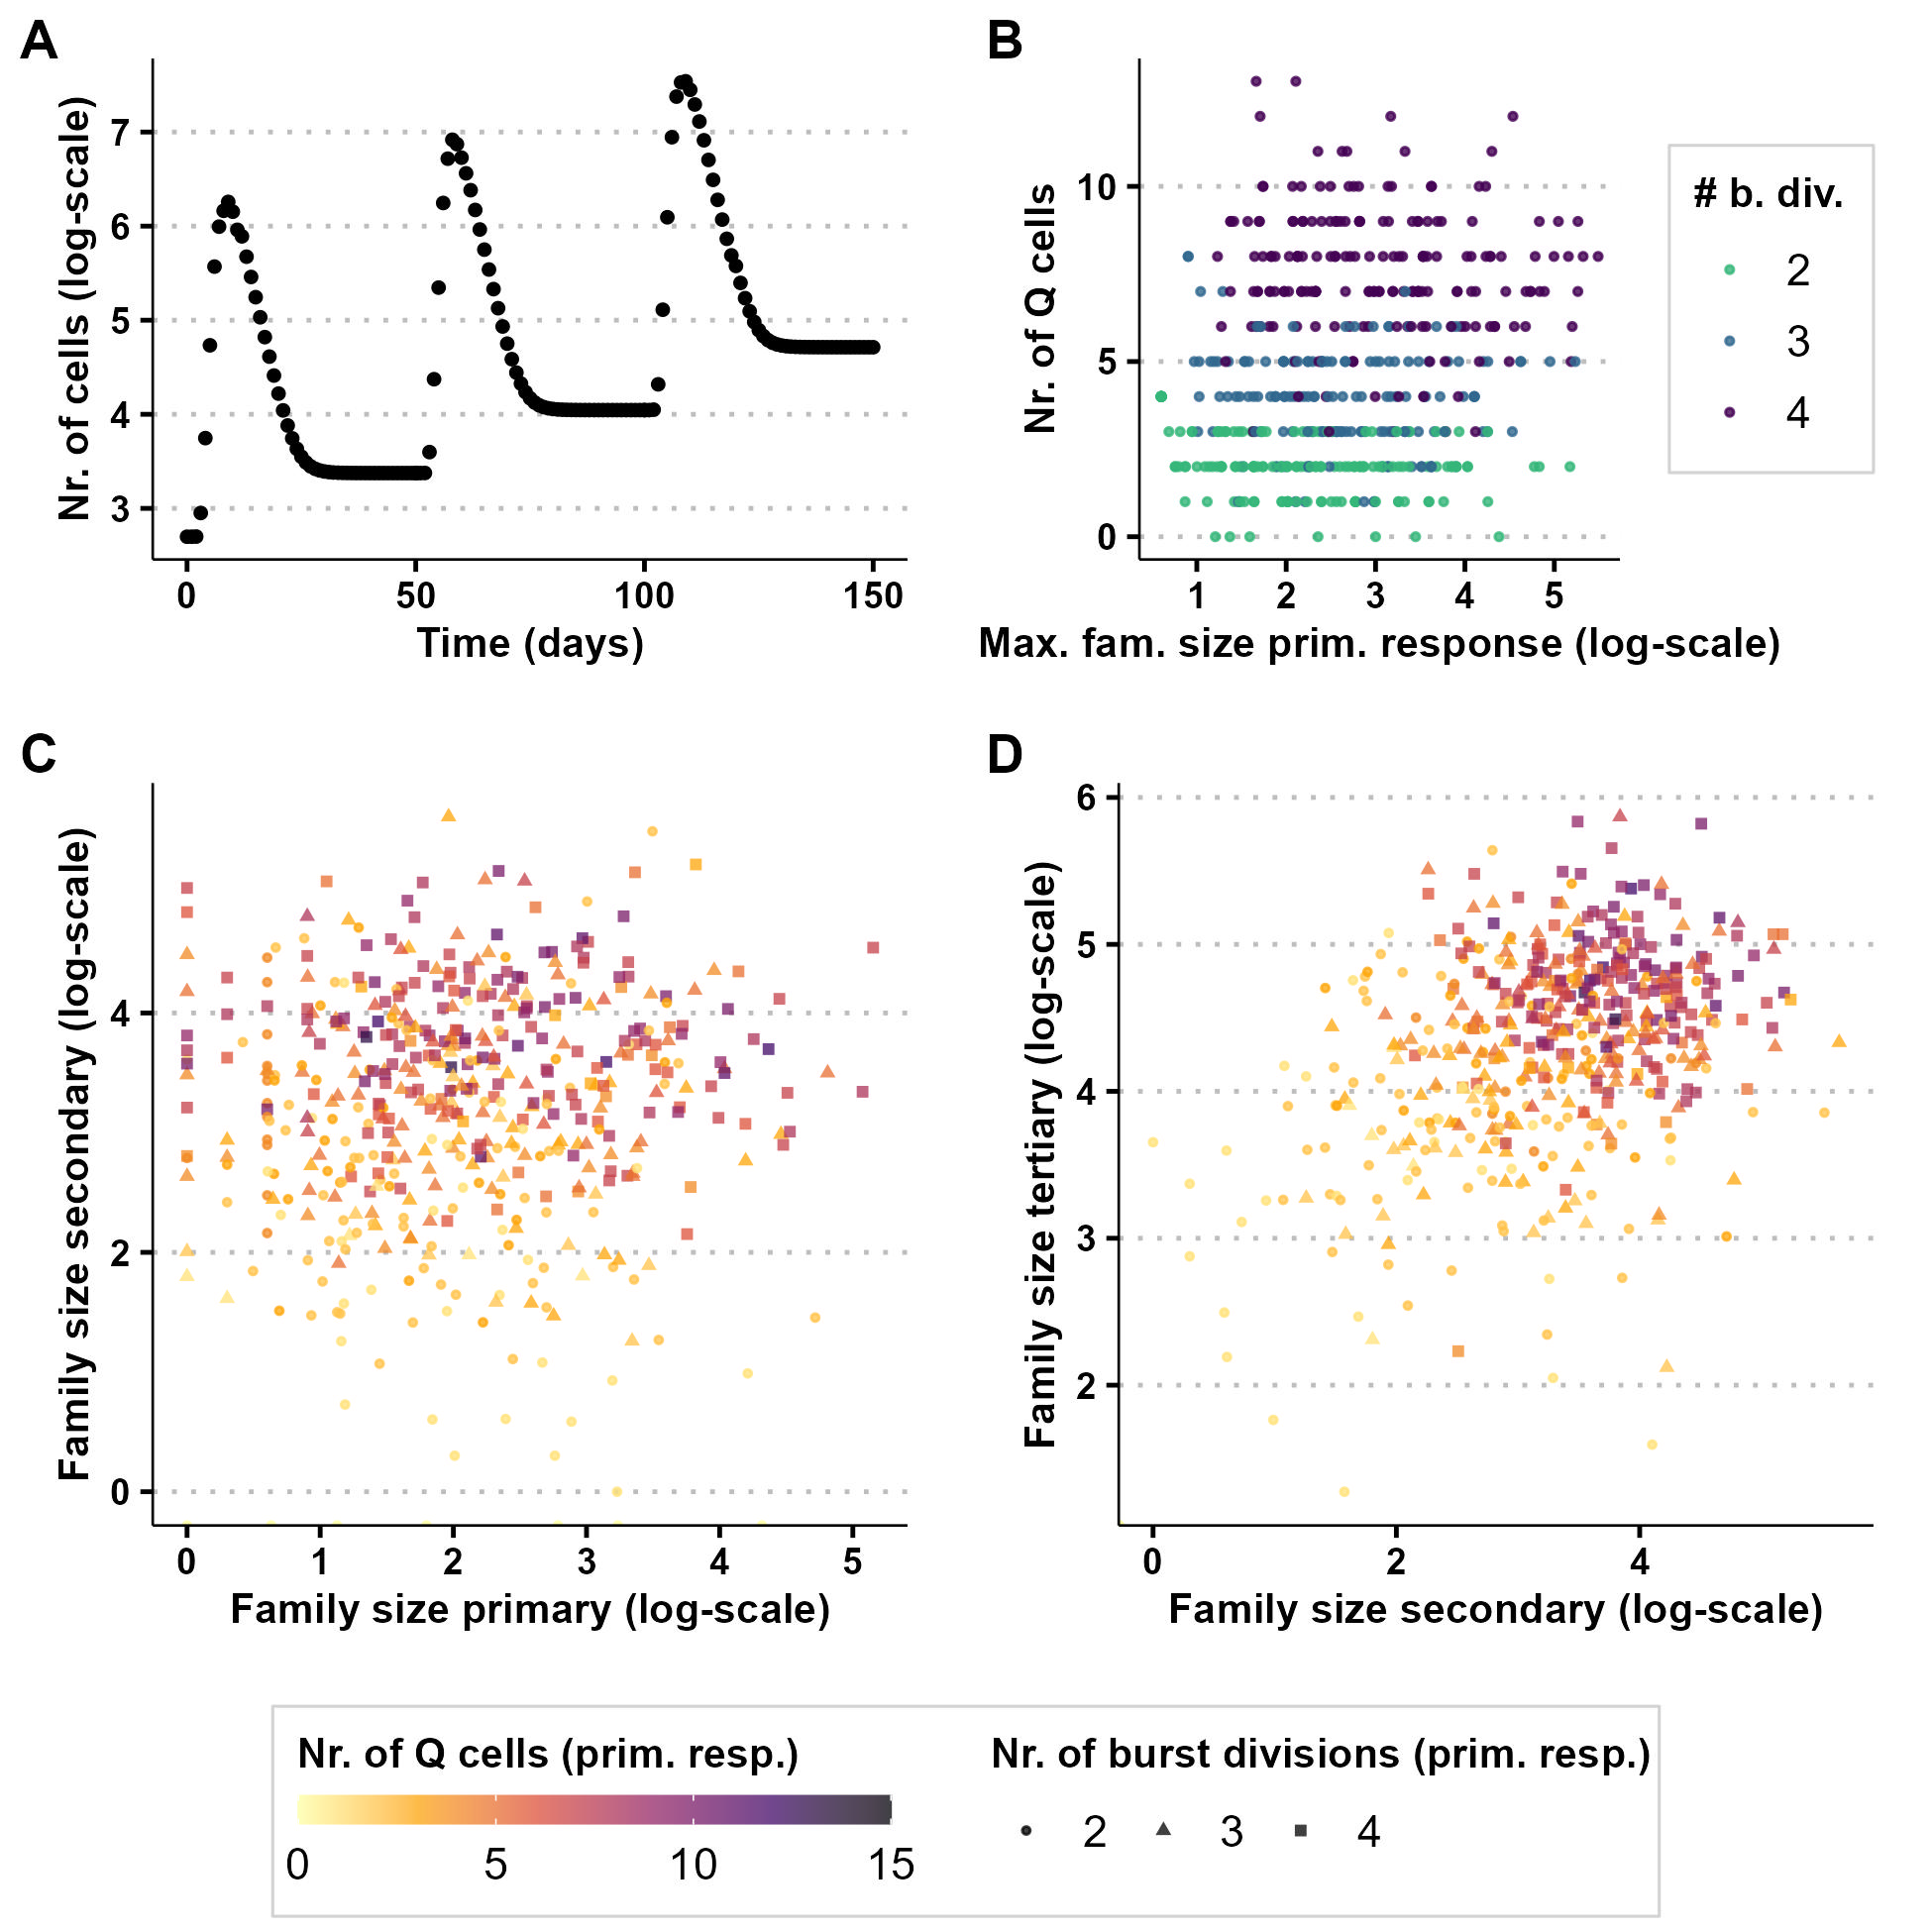 A
Nr. of cells (log-scale)
7
6
5
4
3
0 50 100 150
Time (days)
B
Nr. of Q cells
10
5
0
1 2 3 4 5
Max. fam. size prim. response (log-scale)
# b. div.
2
3
4
C
Family size secondary (log-scale)
4
2
0
0 1 2 3 4 5
Family size primary (log-scale)
D
Family size tertiary (log-scale)
6
5
4
3
2
0 2 4
Family size secondary (log-scale)
Nr. of Q cells (prim. resp.)
0 5 10 15
Nr. of burst divisions (prim. resp.)
2 3 4